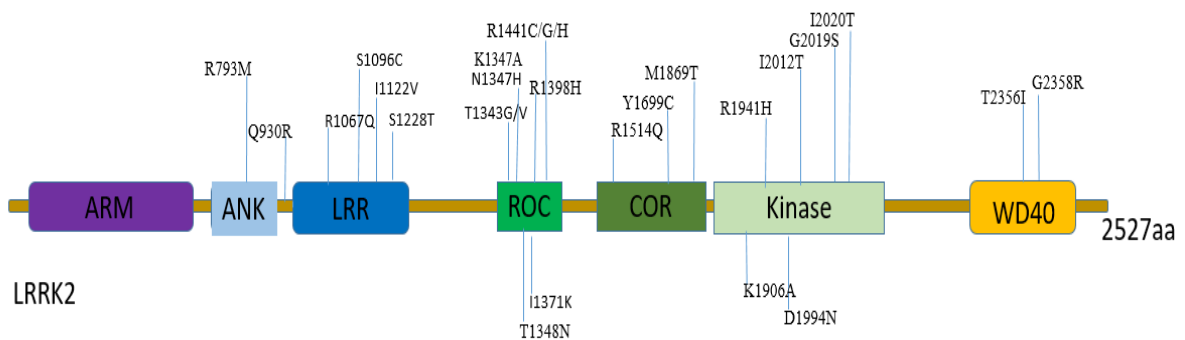 I2020T
R1441C/G/H
G2019S
K1347A
S1096C
R793M
N1347H
I2012T
M1869T
I1122V
R1398H
G2358R
T2356I
Y1699C
T1343G/V
R1941H
R1067Q
S1228T
Q930R
R1514Q
ARM
ANK
LRR
ROC
COR
Kinase
WD40
2527aa
LRRK2
K1906A
I1371K
D1994N
T1348N